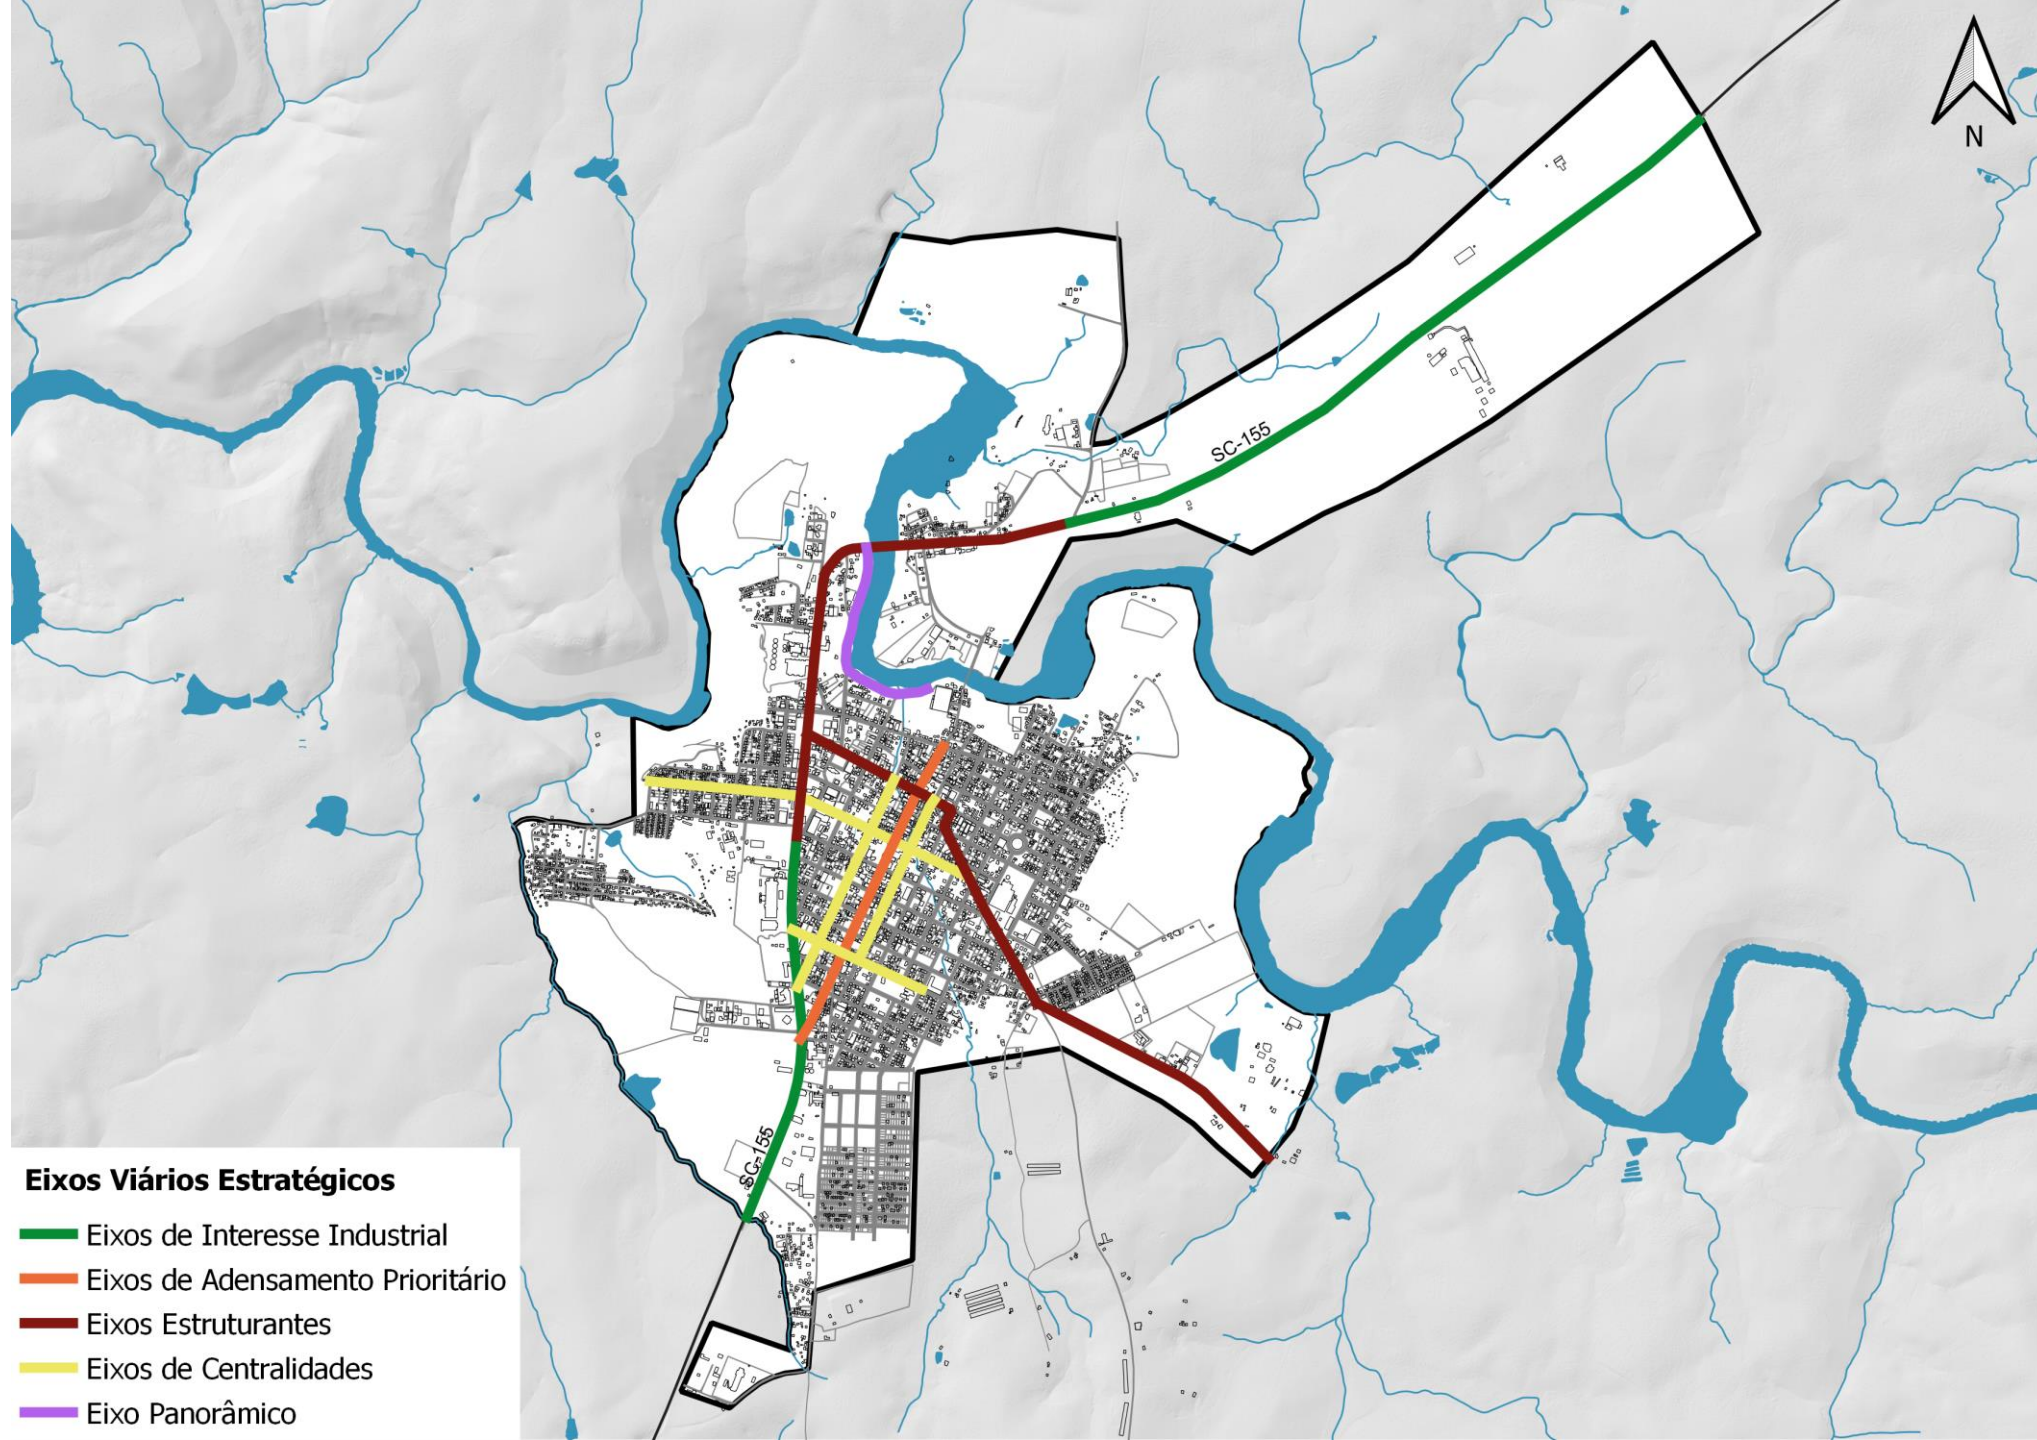 N
SC-155
SC-155
Eixos Viários Estratégicos
Eixos de Interesse Industrial
Eixos de Adensamento Prioritário
Eixos Estruturantes
Eixos de Centralidades
Eixo Panorâmico